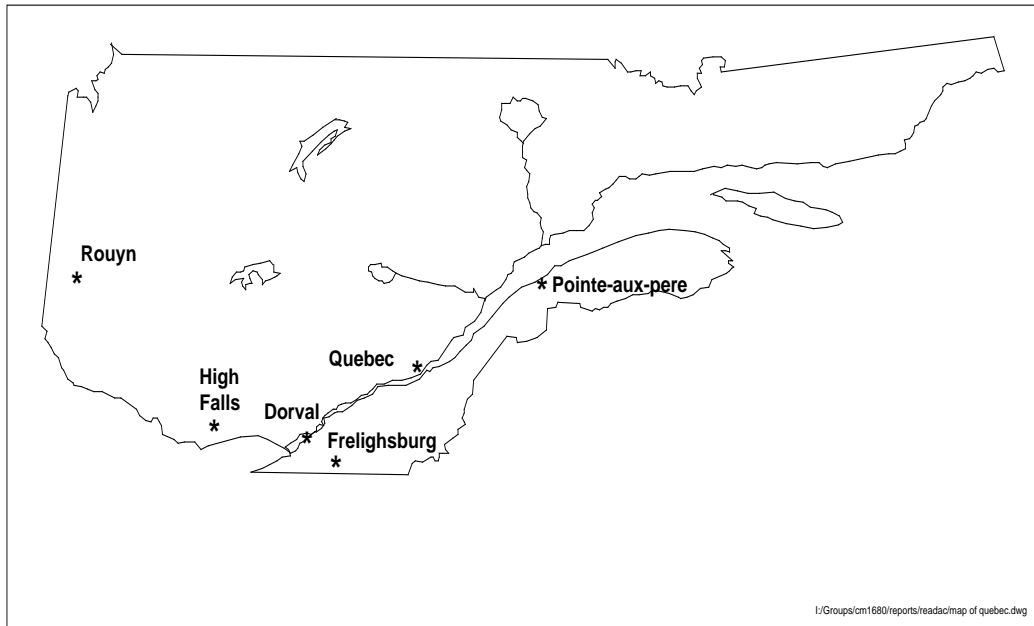 Rouyn
*
* Pointe-aux-pere
Quebec
*
High
Falls
*
Dorval
*
Frelighsburg
*
I:/Groups/cm1680/reports/readac/map of quebec.dwg